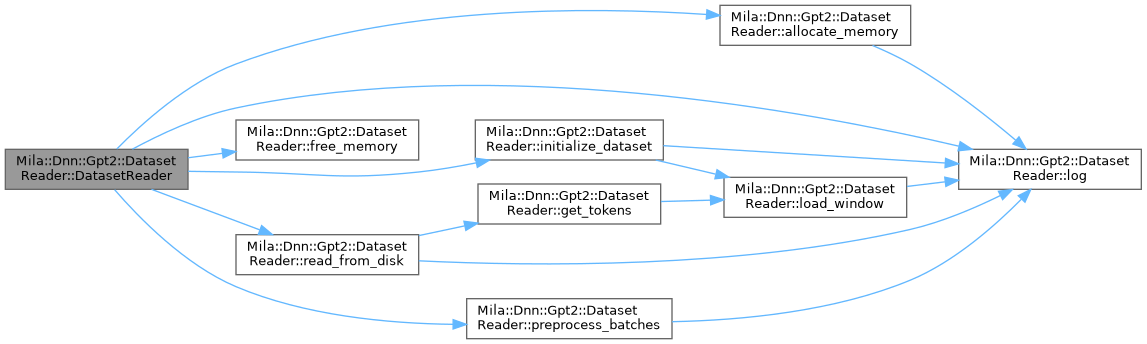 Mila::Dnn::Gpt2::Dataset
Reader::DatasetReader
Mila::Dnn::Gpt2::Dataset
Reader::allocate_memory
Mila::Dnn::Gpt2::Dataset
Reader::free_memory
Mila::Dnn::Gpt2::Dataset
Reader::initialize_dataset
Mila::Dnn::Gpt2::Dataset
Reader::log
Mila::Dnn::Gpt2::Dataset
Reader::load_window
Mila::Dnn::Gpt2::Dataset
Reader::get_tokens
Mila::Dnn::Gpt2::Dataset
Reader::read_from_disk
Mila::Dnn::Gpt2::Dataset
Reader::preprocess_batches